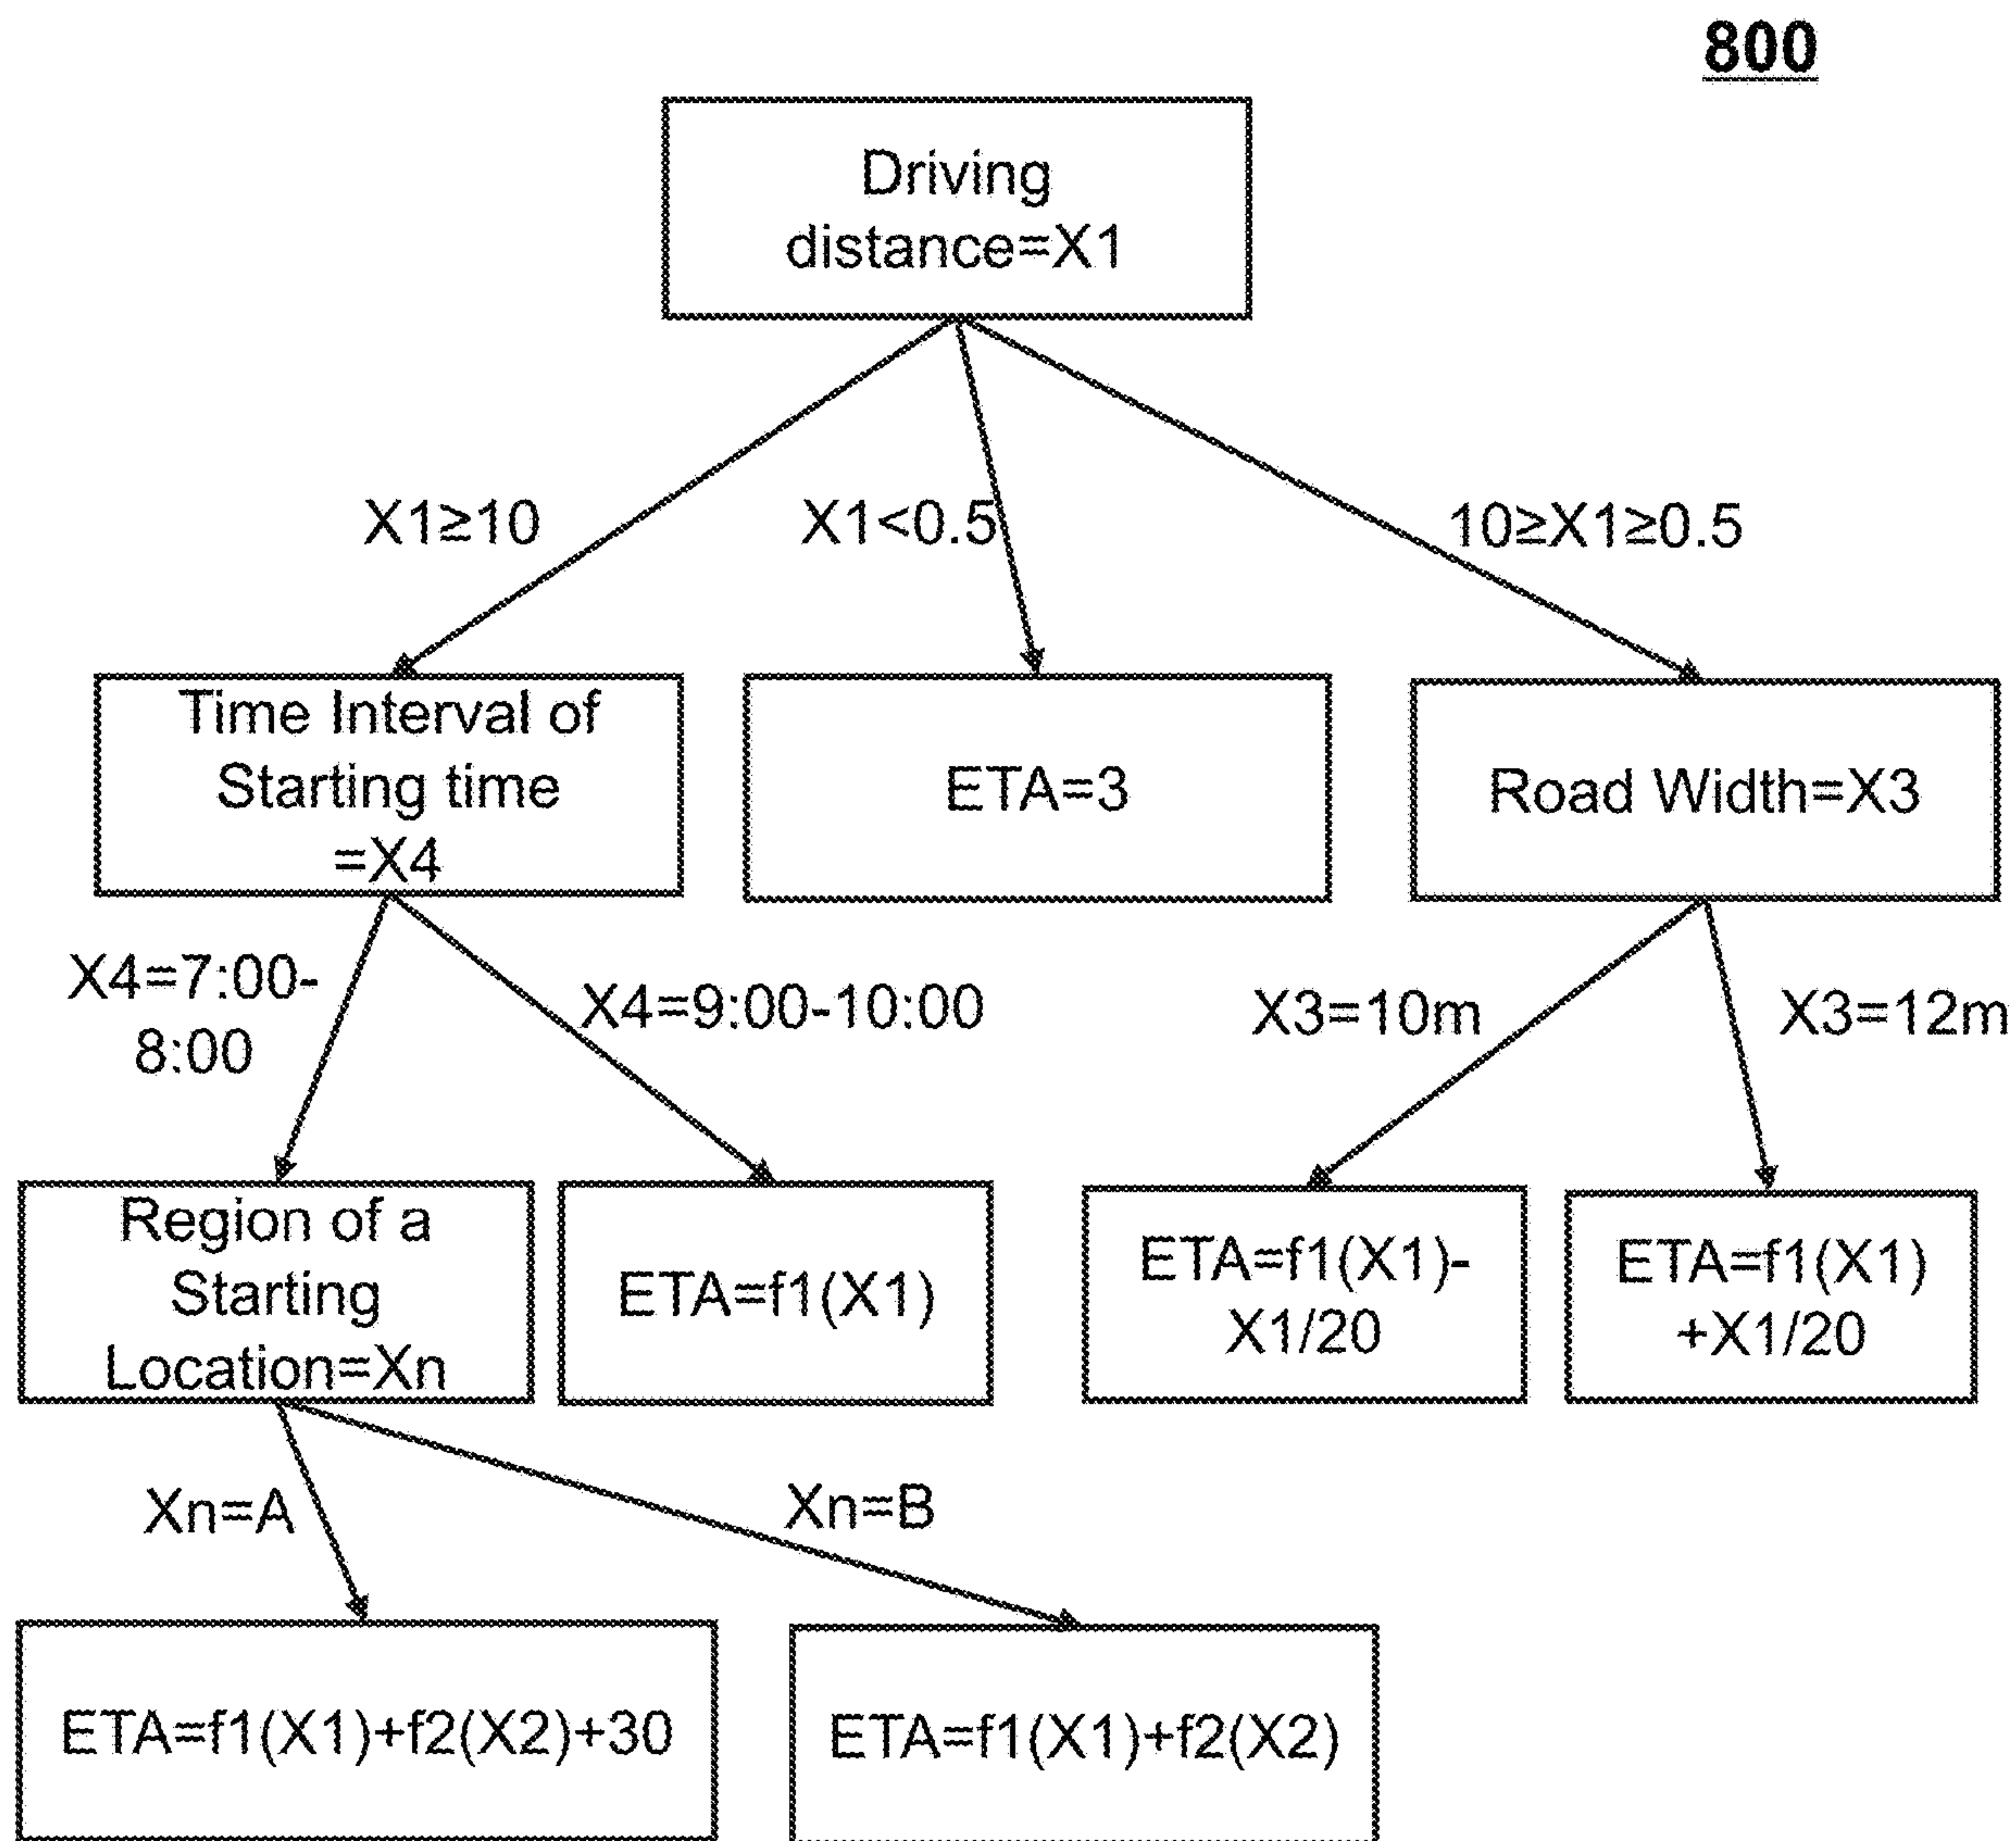 800
Driving
distance=X1
X1≥10
X1<0.5
10≥X1≥0.5
Time Interval of
Starting time
=X4
ETA=3
Road Width=X3
X4=7:00-
8:00
X4=9:00-10:00
X3=10m
X3=12m
Region of a
Starting
Location=Xn
ETA=f1(X1)
ETA=f1(X1)-
X1/20
ETA=f1(X1)
+X1/20
Xn=A
Xn=B
ETA=f1(X1)+f2(X2)+30
ETA=f1(X1)+f2(X2)